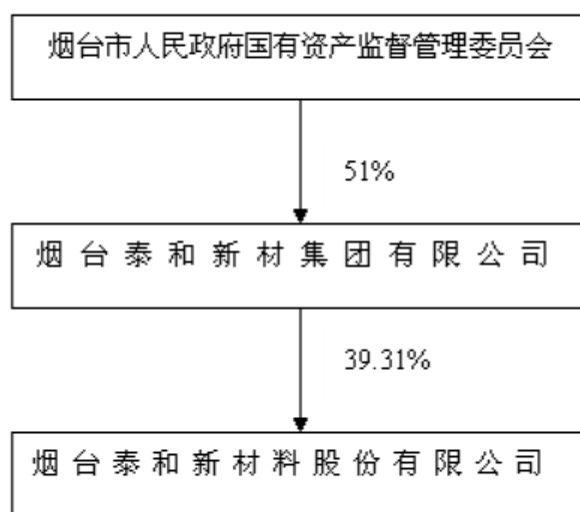 烟台市人民政府国有资产监督管理委员会
51%
烟台泰和新材集团有限公司
39.31%
烟台泰和新材料股份有限公司